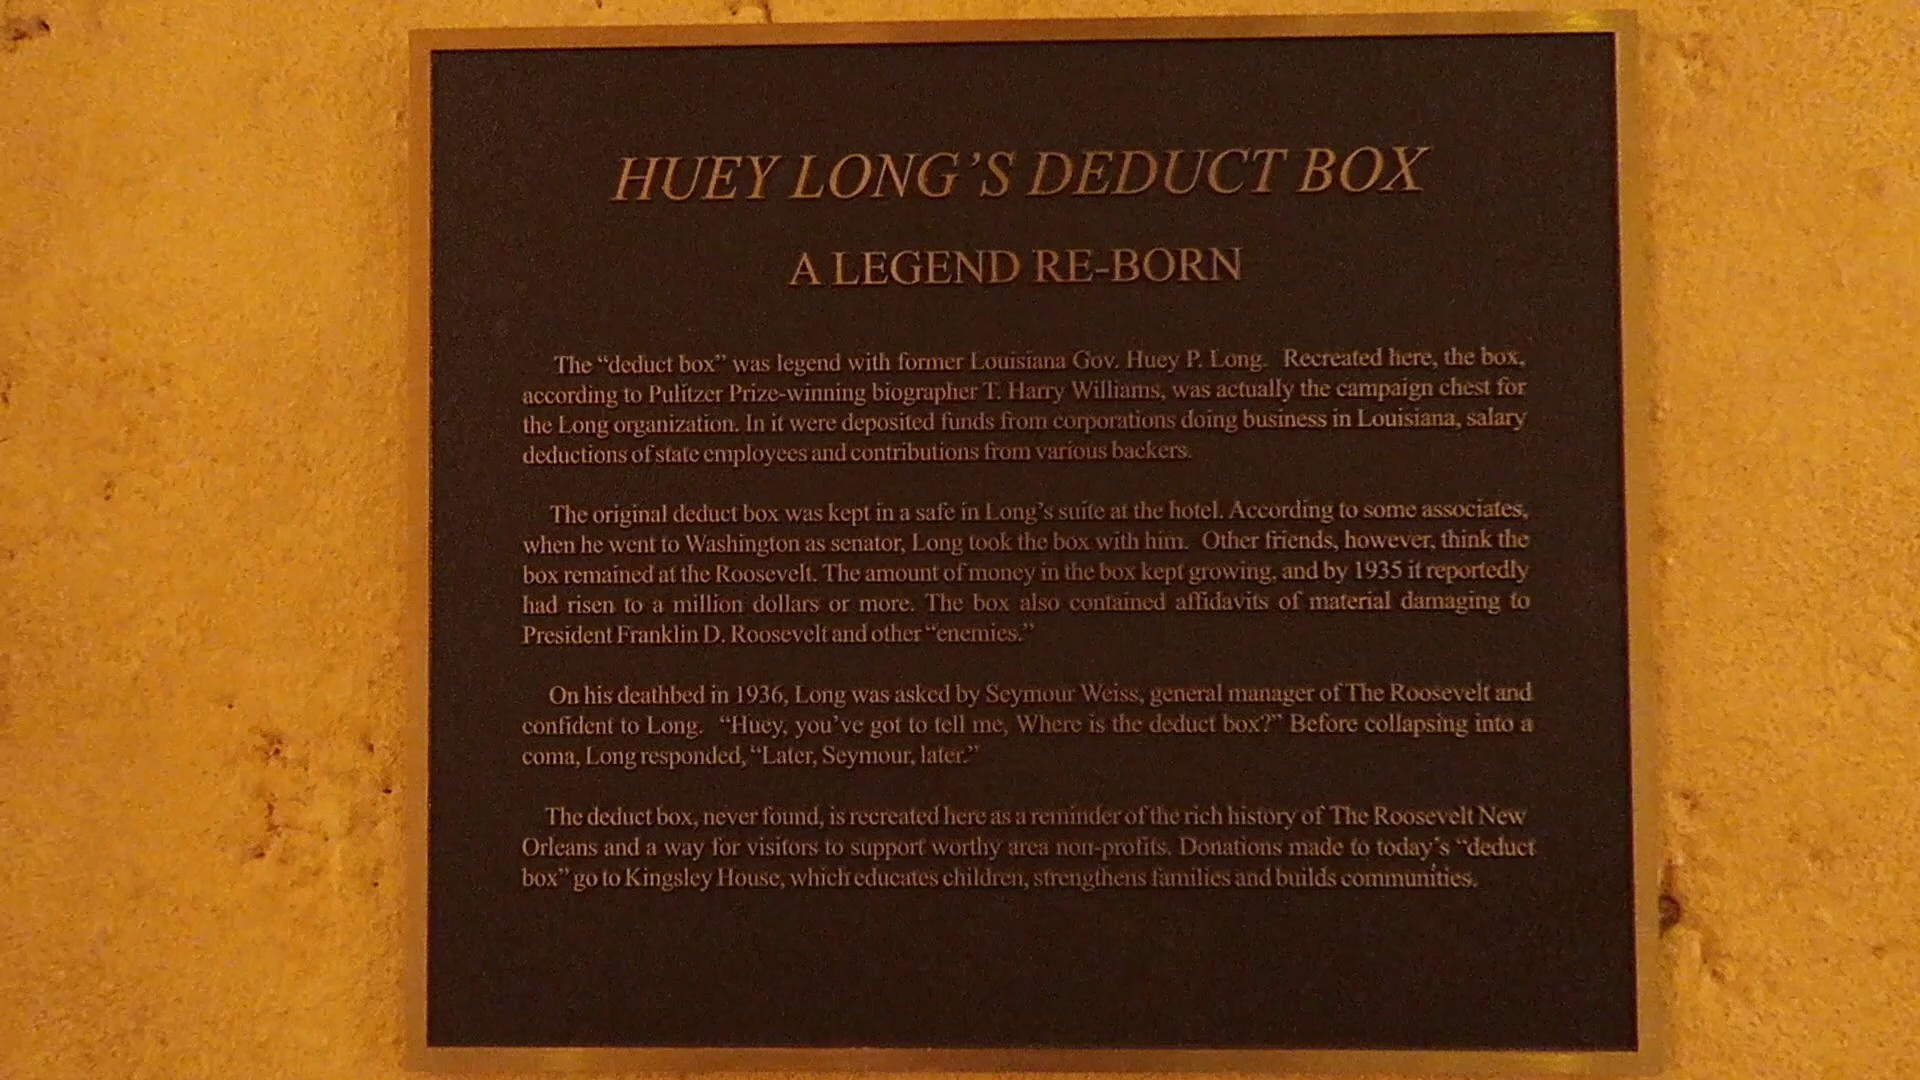 HUEY LONG’S DEDUCT BOX
A LEGEND RE-BORN
The “deduct box” was legend with former Louisiana Gov. Huey P. Long. Recreated here, the box,
according to Pulitzer Prize-winning biographer T. Harry Williams, was actually the campaign chest for
the Long organization. In it were deposited funds from corporations doing business in Louisiana, salary
deductions of state employees and contributions from various backers.
The original deduct box was kept in a safe in Long’s suite at the hotel. According to some associates,
when he went to Washington as senator, Long took the box with him. Other friends, however, think the
box remained at the Roosevelt. The amount of money in the box kept growing, and by 1935 it reportedly
had risen to a million dollars or more. The box also contained affidavits of material damaging to
President Franklin D. Roosevelt and other “enemies.”
On his deathbed in 1936, Long was asked by Seymour Weiss, general manager of The Roosevelt and
confident to Long. “Huey, you’ve got to tell me, Where is the deduct box?” Before collapsing into a
coma, Long responded, “Later, Seymour, later.”
The deduct box, never found, is recreated here as a reminder of the rich history of The Roosevelt New
Orleans and a way for visitors to support worthy area non-profits. Donations made to today’s “deduct
box” go to Kingsley House, which educates children, strengthens families and builds communities.